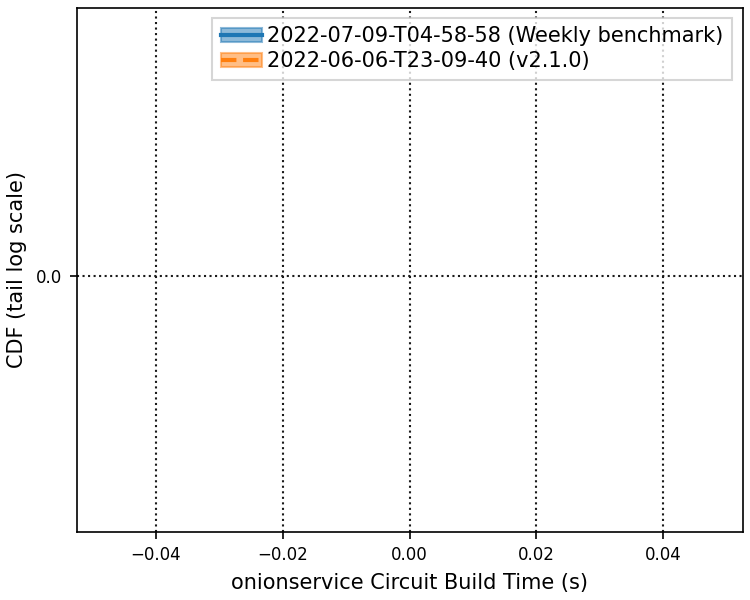 2022-07-09-T04-58-58 (Weekly benchmark)
2022-06-06-T23-09-40 (v2.1.0)
CDF (tail log scale)
0.0
−0.04
−0.02
0.00
0.02
0.04
onionservice Circuit Build Time (s)